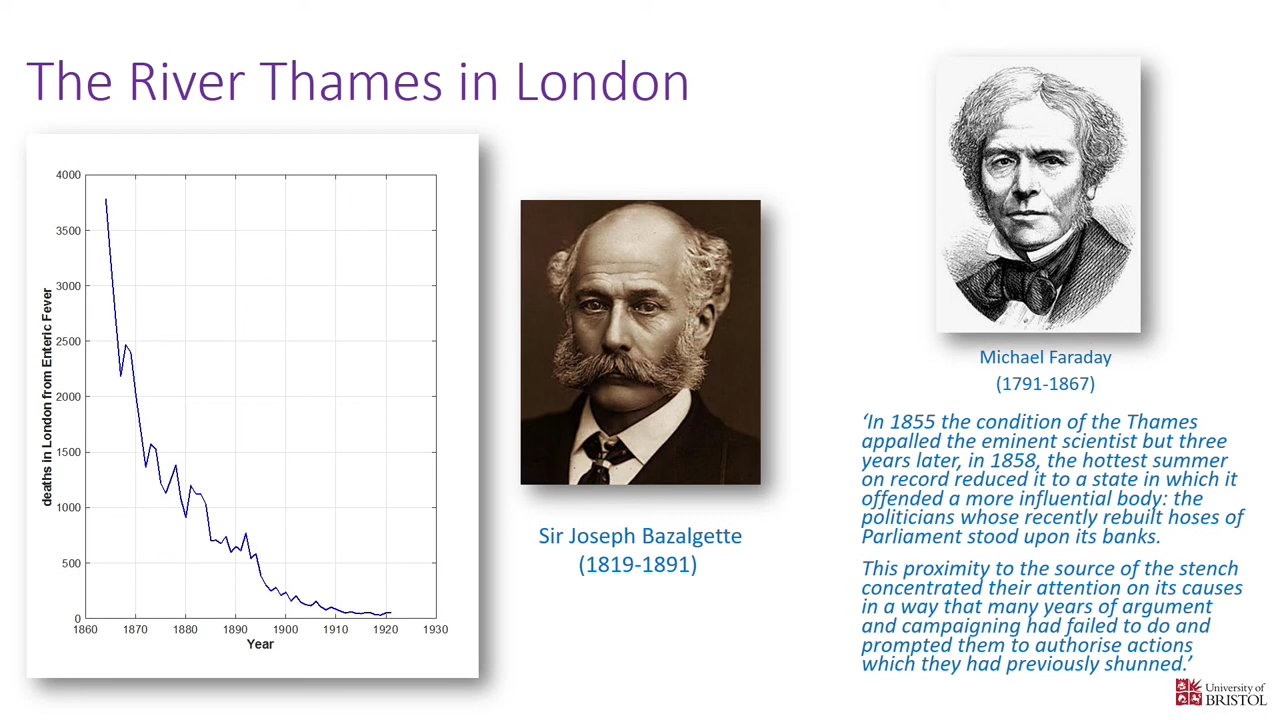 The River Thames in London
4000
3500
3000
2500
2000
1500
1000
500
0
1860 1870 1880 1890 1900 1910 1920 1930
Year
deaths in London from Enteric Fever
Sir Joseph Bazalgette
(1819-1891)
Michael Faraday
(1791-1867)
‘In 1855 the condition of the Thames
appalled the eminent scientist but three
years later, in 1858, the hottest summer
on record reduced it to a state in which it
offended a more influential body: the
politicians whose recently rebuilt hoses of
Parliament stood upon its banks.
This proximity to the source of the stench
concentrated their attention on its causes
in a way that many years of argument
and campaigning had failed to do and
prompted them to authorise actions
which they had previously shunned.’
University of
BRISTOL